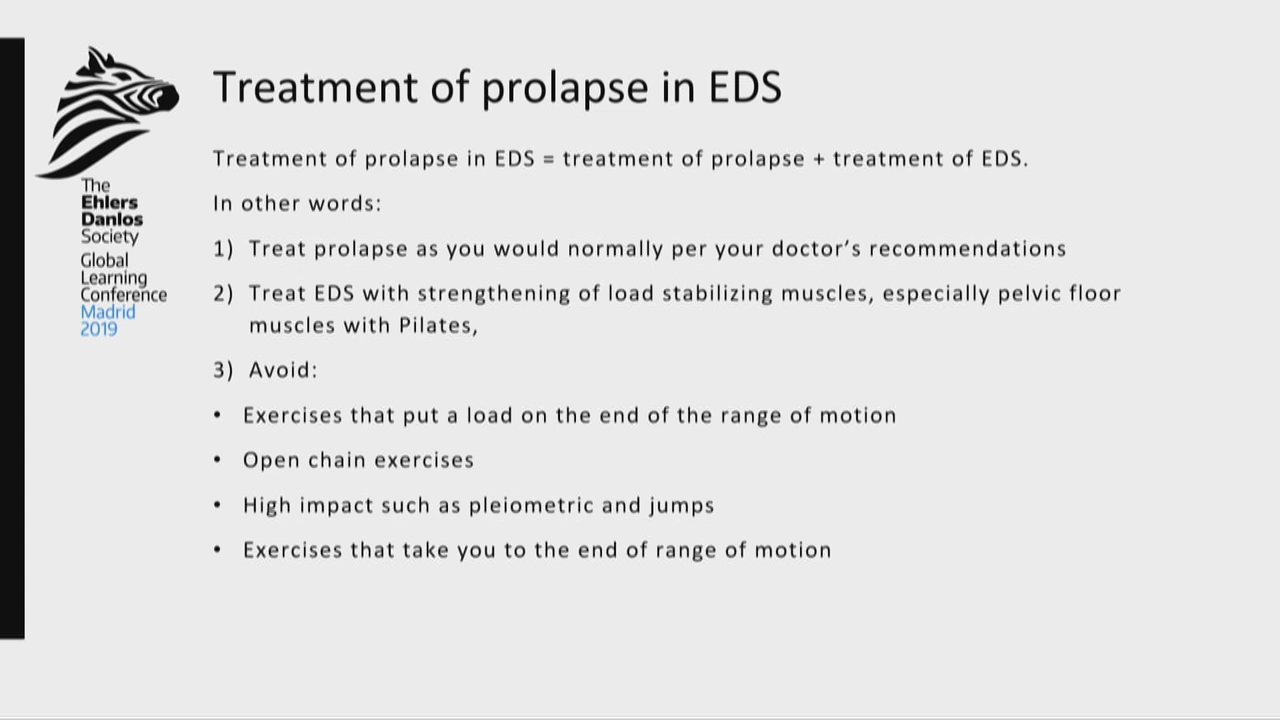 Treatment of prolapse in EDS
Treatment of prolapse in EDS = treatment of prolapse + treatment of EDS.
In other words:
1) Treat prolapse as you would normally per your doctor’s recommendations
2) Treat EDS with strengthening of load stabilizing muscles, especially pelvic floor
muscles with Pilates,
3) Avoid:
• Exercises that put a load on the end of the range of motion
• Open chain exercises
• High impact such as pleiometric and jumps
• Exercises that take you to the end of range of motion
The
Ehlers
Danlos
Society
Global
Learning
Conference
Madrid
2019